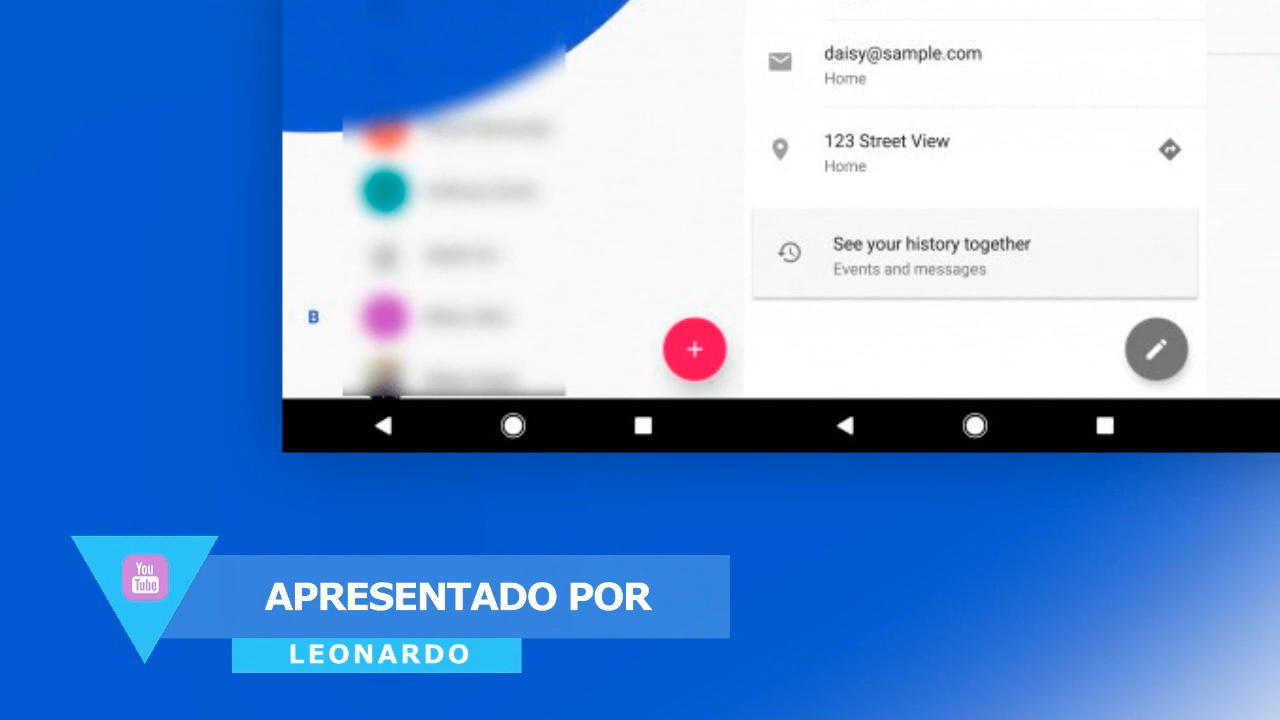 daisy@sample.com
Home
123 Street View
Home
See your history together
Events and messages
B
You
Tube
APRESENTADO POR
LEONARDO